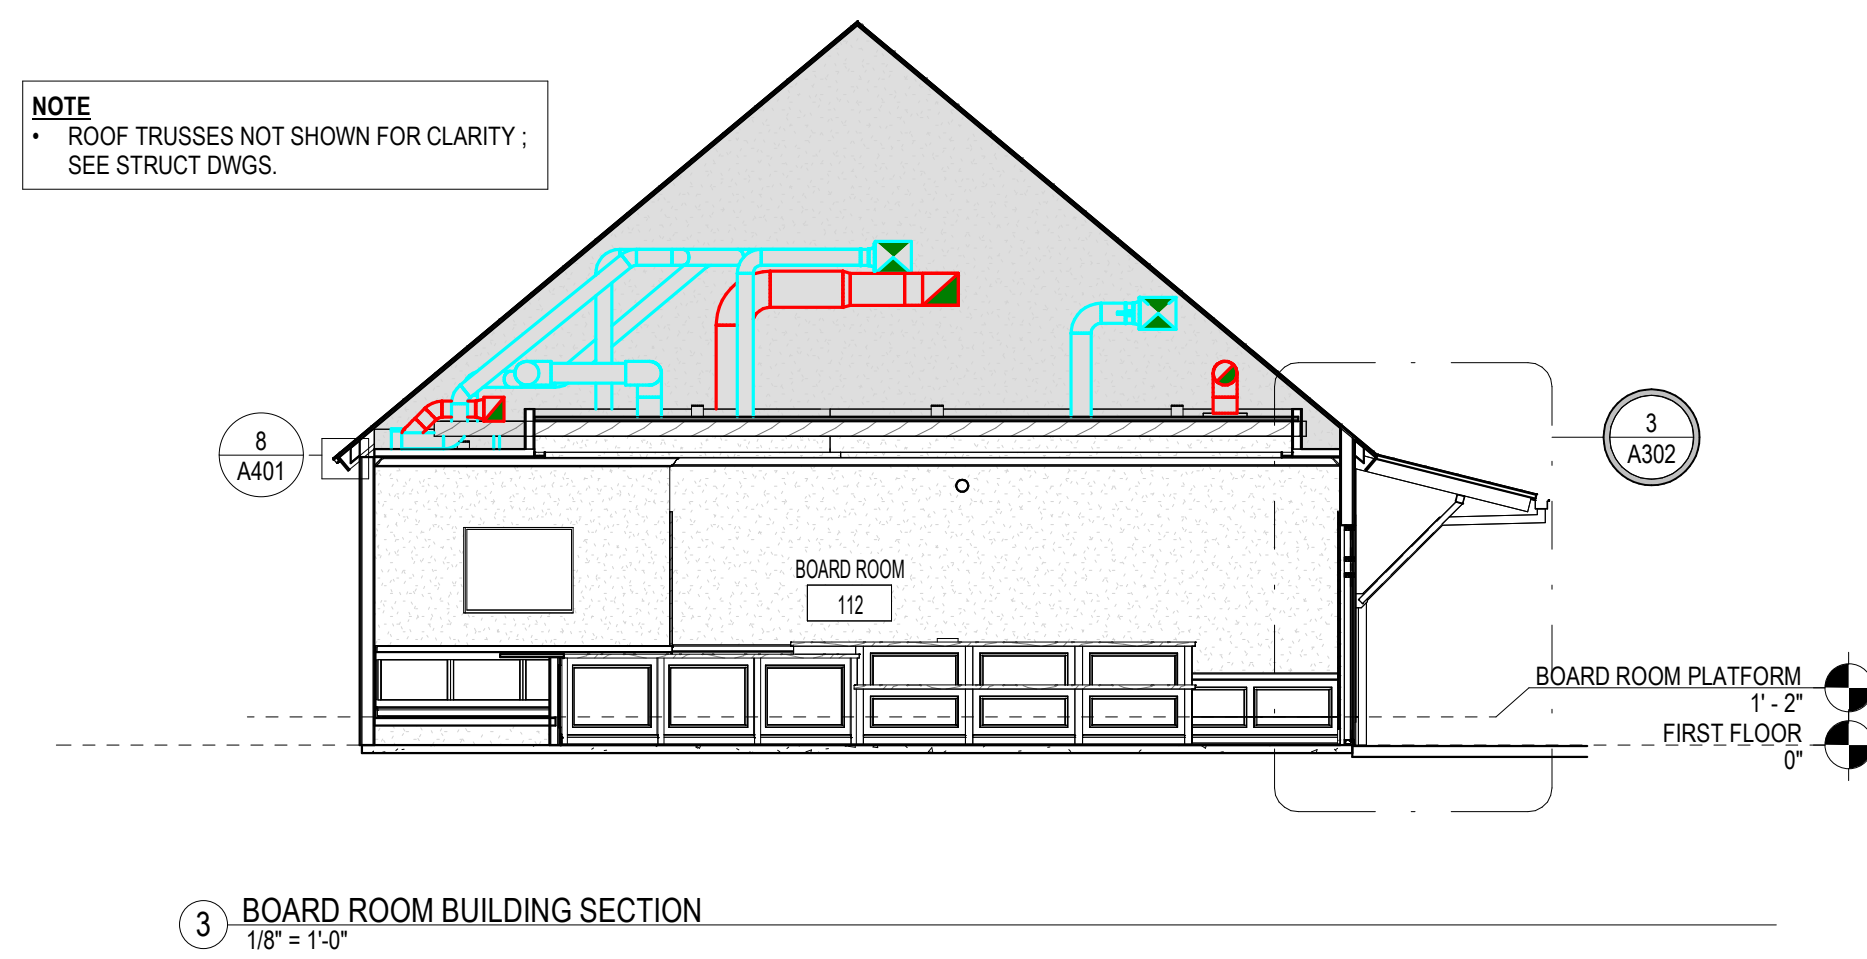 NOTE
• ROOF TRUSSES NOT SHOWN FOR CLARITY ;
SEE STRUCT DWGS.
8
A401
3
A302
BOARD ROOM
112
BOARD ROOM PLATFORM
1' - 2"
FIRST FLOOR
0"
3
BOARD ROOM BUILDING SECTION
1/8" = 1'-0"